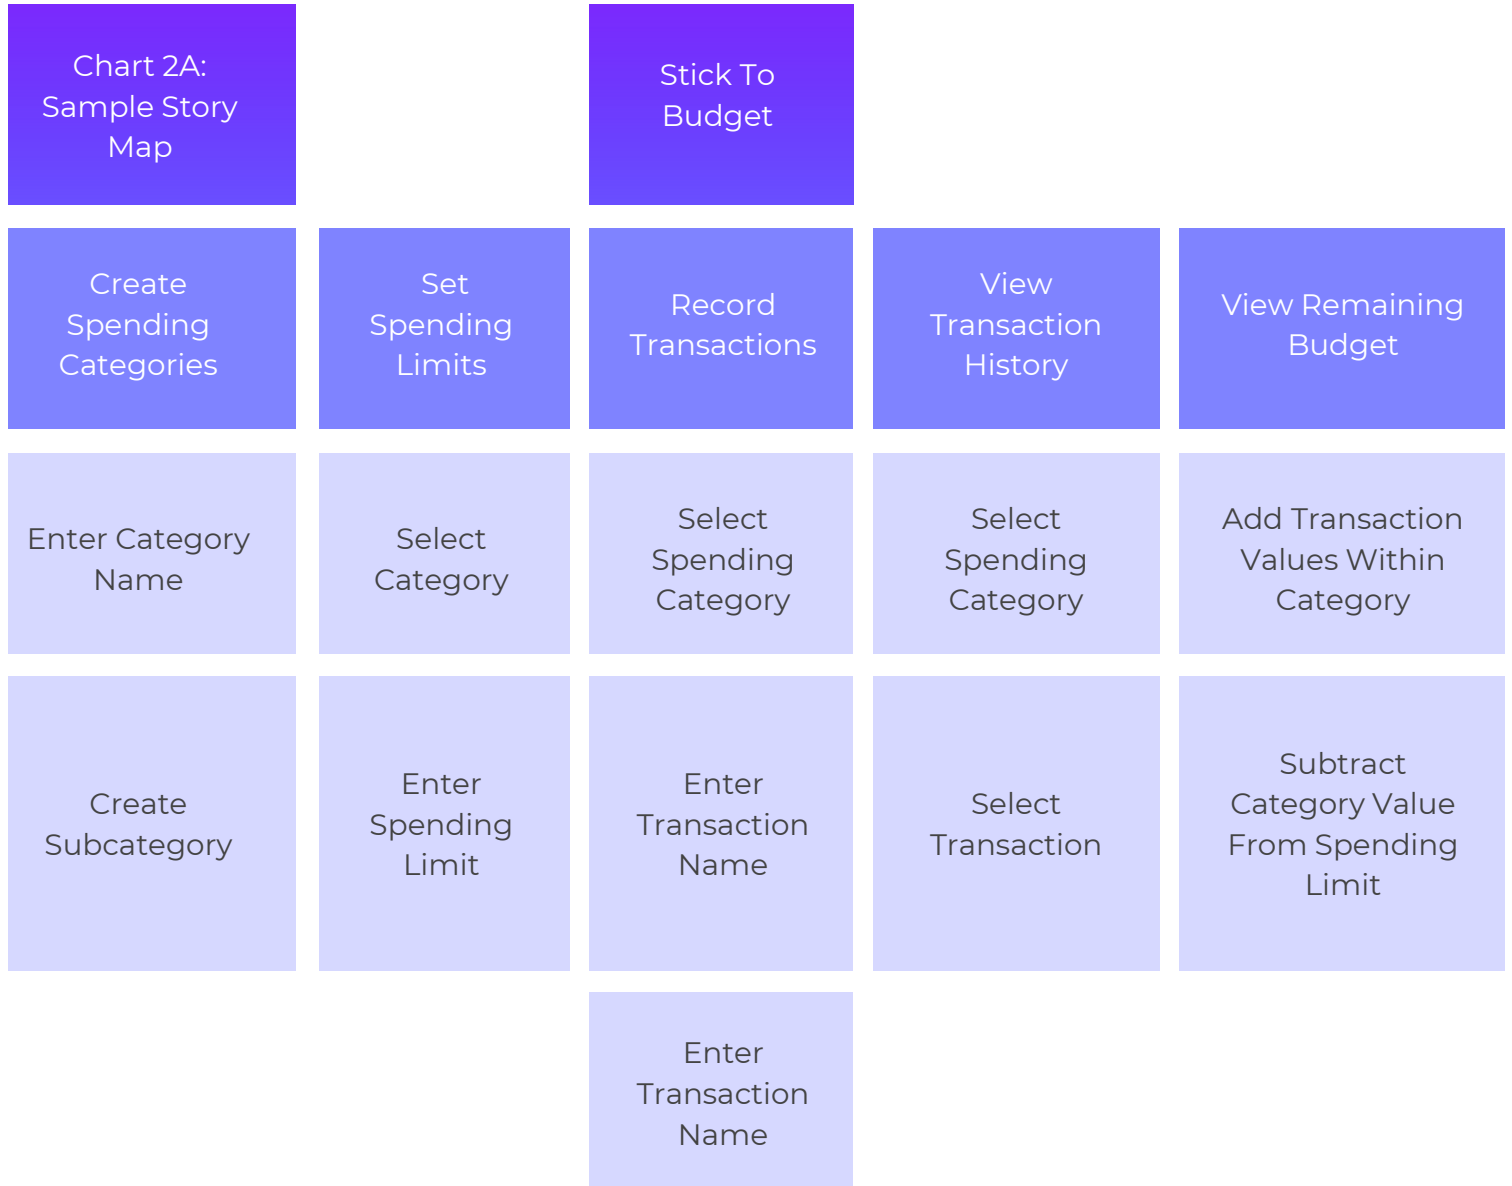 Chart 2A:
Sample Story
Map
Stick To
Budget
Create
Spending
Categories
Set
Spending
Limits
Record
Transactions
View
Transaction
History
View Remaining
Budget
Enter Category
Name
Select
Category
Select
Spending
Category
Select
Spending
Category
Add Transaction
Values Within
Category
Create
Subcategory
Enter
Spending
Limit
Enter
Transaction
Name
Select
Transaction
Subtract
Category Value
From Spending
Limit
Enter
Transaction
Name